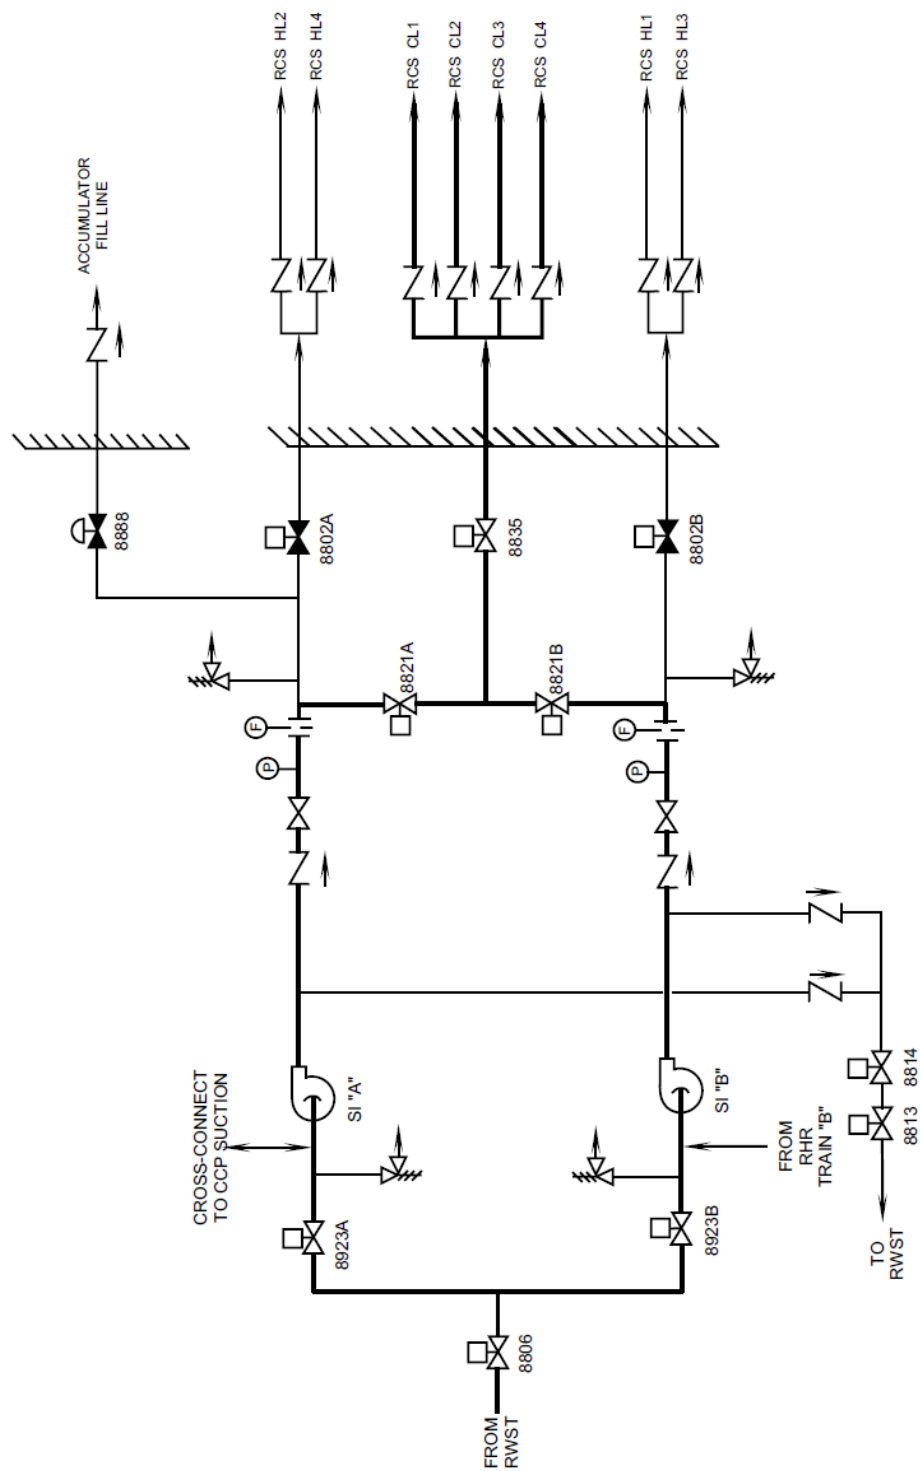 RCS HL2
RCS HL4
RCS CL1
RCS CL2
RCS CL3
RCS CL4
RCS HL1
RCS HL3
ACCUMULATOR
FILL LINE
8888
8802A
8835
8802B
8821A
8821B
F
F
P
P
CROSS-CONNECT
TO CCP SUCTION
SI "A"
SI "B"
FROM
RHR
TRAIN "B"
8814
8813
8923A
8923B
TO
RWST
8806
FROM
RWST